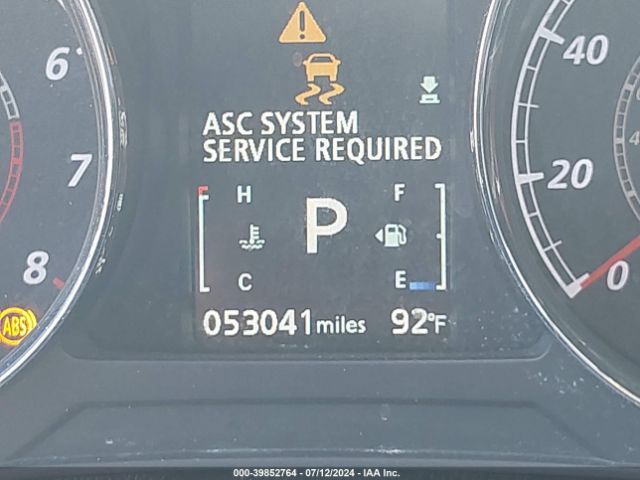 6 40
ASC SYSTEM
SERVICE REQUIRED
7 20
H F
P
8 C E 0
ABS
053041 miles 92°F
000-39852764 | 07/12/2024 | IAA Inc.